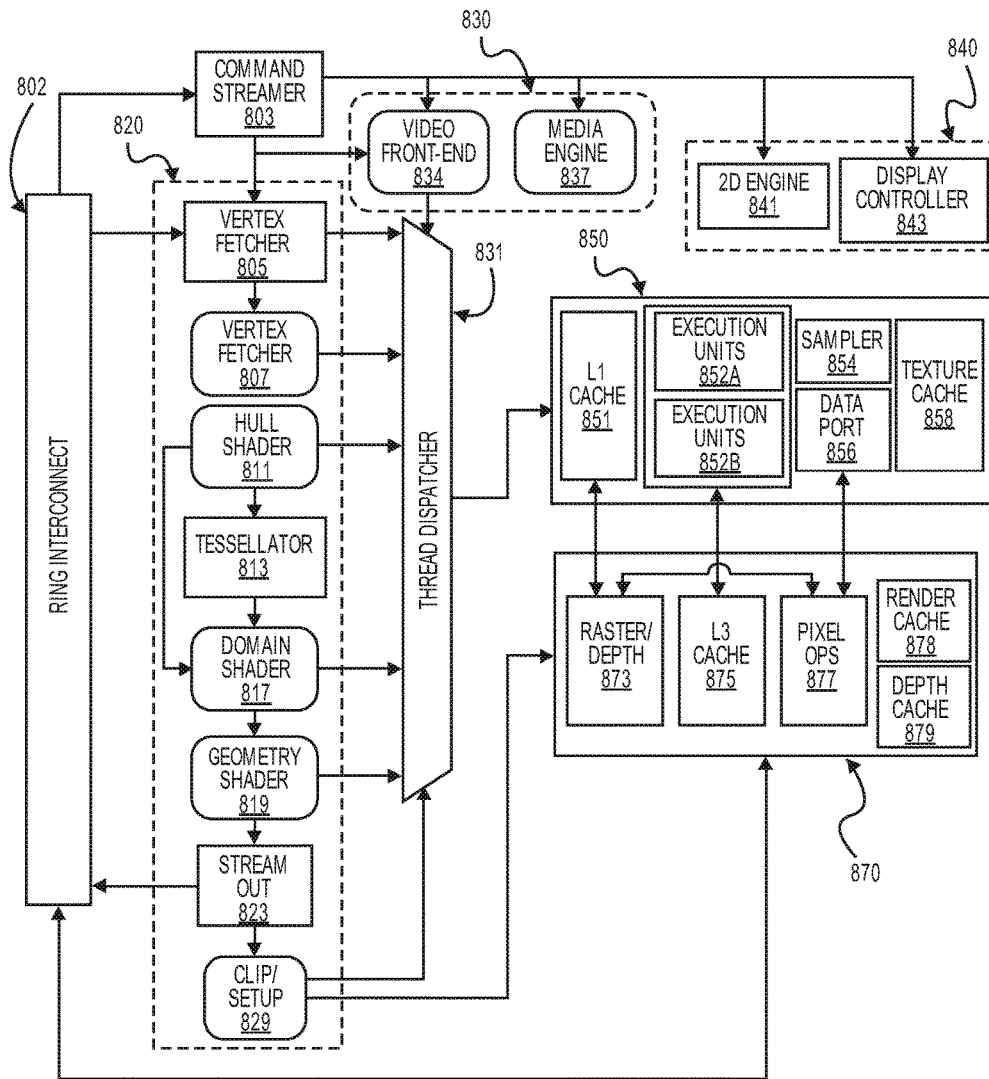 830
802
COMMAND
STREAMER
803
840
820
VIDEO
FRONT-END
834
MEDIA
ENGINE
837
2D ENGINE
841
DISPLAY
CONTROLLER
843
VERTEX
FETCHER
805
831
850
VERTEX
FETCHER
807
L1
CACHE
851
EXECUTION
UNITS
852A
EXECUTION
UNITS
852B
SAMPLER
854
DATA
PORT
856
TEXTURE
CACHE
858
RING INTERCONNECT
HULL
SHADER
811
THREAD DISPATCHER
TESSELLATOR
813
DOMAIN
SHADER
817
RASTER/
DEPTH
873
L3
CACHE
875
PIXEL
OPS
877
RENDER
CACHE
878
DEPTH
CACHE
879
GEOMETRY
SHADER
819
870
STREAM
OUT
823
CLIP/
SETUP
829